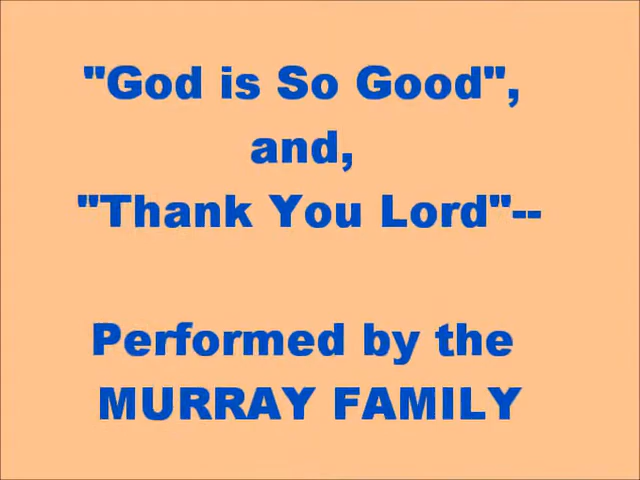 "God is So Good",
and,
"Thank You Lord"--
Performed by the
MURRAY FAMILY